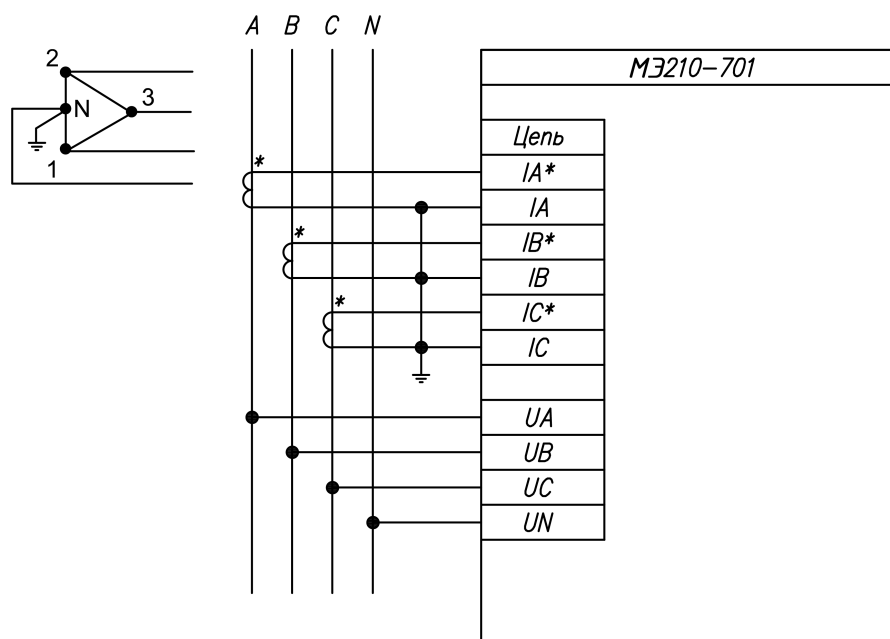 A B C N
МЭ210-701
2
N
3
1
Цепь
*
IA*
IA
*
IB*
IB
*
IC*
IC
UA
UB
UC
UN